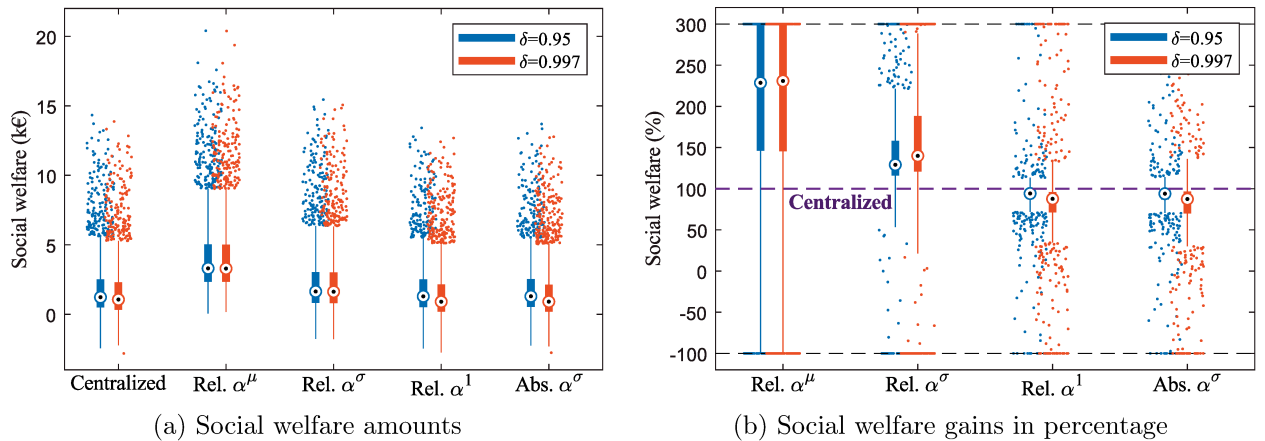 Social welfare (k€)
20
15
10
5
0
δ=0.95
δ=0.997
Centralized
Rel. α^μ
Rel. α^σ
Rel. α^1
Abs. α^σ
(a) Social welfare amounts
Social welfare (%)
300
250
200
150
100
50
0
-50
-100
δ=0.95
δ=0.997
Centralized
Rel. α^μ
Rel. α^σ
Rel. α^1
Abs. α^σ
(b) Social welfare gains in percentage